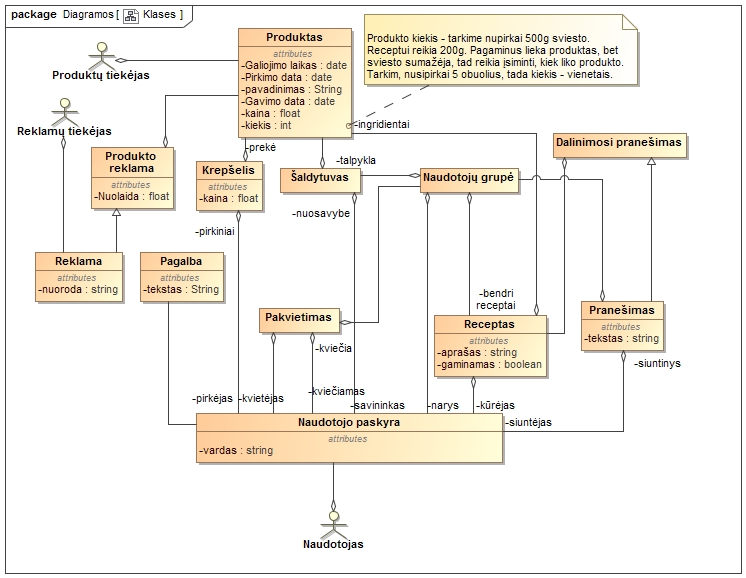 package Diagramos [ Klases ]
Produktas
attributes
-Galiojimo laikas : date
-Pirkimo data : date
-pavadinimas : String
-Gavimo data : date
-kaina : float
-kiekis : int
Produkto kiekis - tarkime nupirkai 500g sviesto.
Receptui reikia 200g. Pagaminus lieka produktas, bet
sviesto sumažėja, tad reikia įsiminti, kiek liko produkto.
Tarkim, nusipirkai 5 obuolius, tada kiekis - vienetais.
Produktų tiekėjas
Reklamų tiekėjas
-ingridientai
-prekė
-talpykla
Produkto
reklama
attributes
-Nuolaida : float
Krepšelis
attributes
-kaina : float
Šaldytuvas
Naudotojų grupė
Dalinimosi pranešimas
-nuosavybe
-pirkiniai
Reklama
attributes
-nuoroda : string
Pagalba
attributes
-tekstas : String
Pakvietimas
-kviečia
-bendri
receptai
Receptas
attributes
-aprašas : string
-gaminamas : boolean
Pranešimas
attributes
-tekstas : string
-siuntinys
-pirkėjas
-kvietėjas
-kviečiamas
-savininkas
-narys
-kūrėjas
-siuntėjas
Naudotojo paskyra
attributes
-vardas : string
Naudotojas